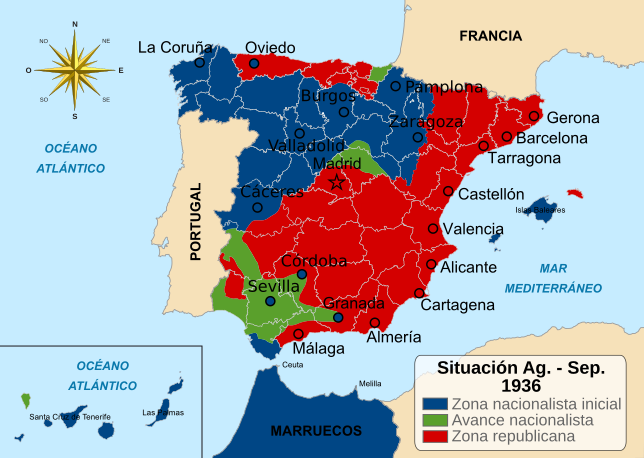 FRANCIA
N
NO
NE
O
E
SO
SE
S
La Coruña
Oviedo
Pamplona
Burgos
Zaragoza
Gerona
Barcelona
Valladolid
Tarragona
OCÉANO
ATLÁNTICO
Madrid
Cáceres
Castellón
Islas Baleares
PORTUGAL
Valencia
Córdoba
Alicante
MAR
MEDITERRÁNEO
Sevilla
Granada
Cartagena
Málaga
Almería
Ceuta
Melilla
MARRUECOS
OCÉANO
ATLÁNTICO
Santa Cruz de Tenerife
Las Palmas
Situación Ag. - Sep.
1936
Zona nacionalista inicial
Avance nacionalista
Zona republicana